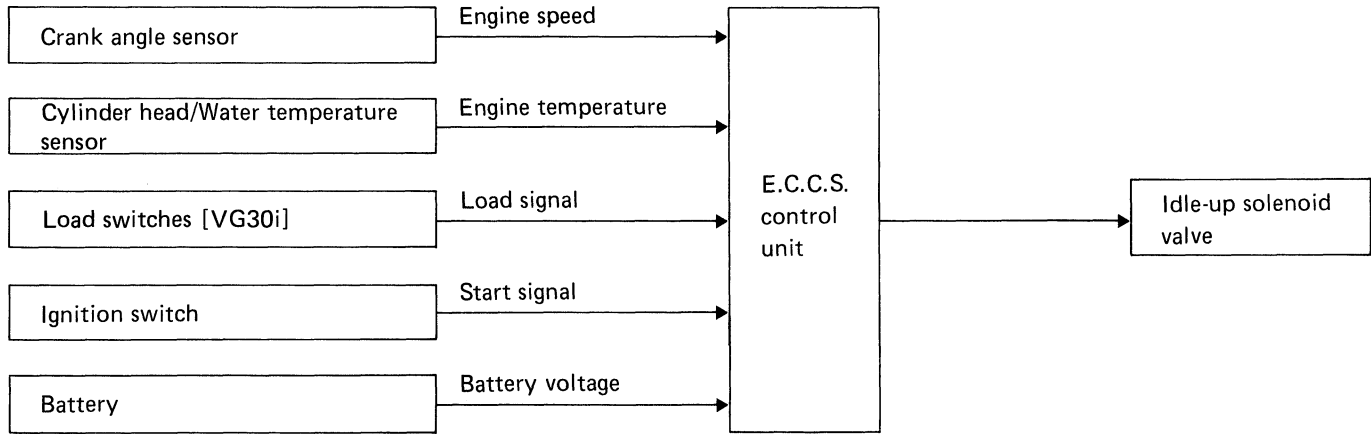 Crank angle sensor
Engine speed
Cylinder head/Water temperature
sensor
Engine temperature
Load switches [VG30i]
Load signal
Ignition switch
Start signal
Battery
Battery voltage
E.C.C.S.
control
unit
Idle-up solenoid
valve